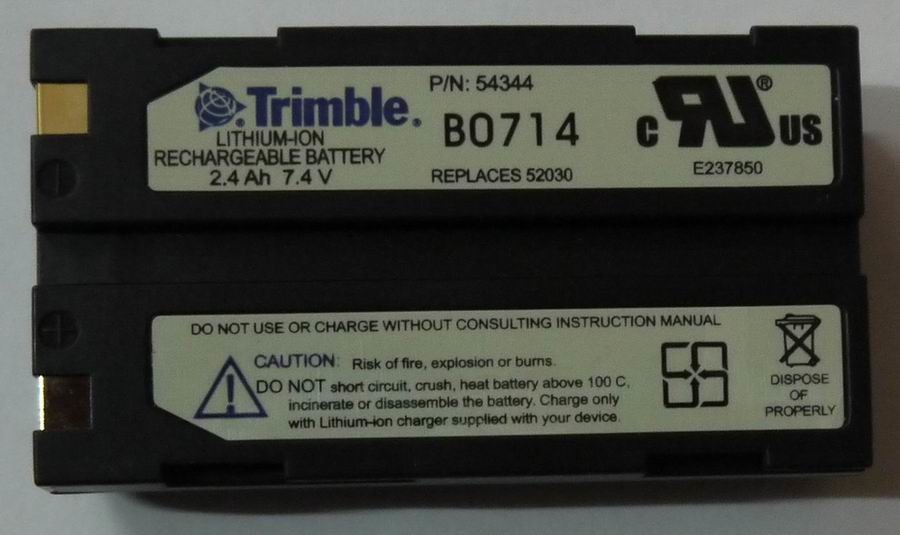 Trimble®
LITHIUM-ION
RECHARGEABLE BATTERY
2.4 Ah 7.4 V
P/N: 54344
B0714
REPLACES 52030
C RU® US
E237850
DO NOT USE OR CHARGE WITHOUT CONSULTING INSTRUCTION MANUAL
CAUTION: Risk of fire, explosion or burns.
DO NOT short circuit, crush, heat battery above 100 C,
incinerate or disassemble the battery. Charge only
with Lithium-ion charger supplied with your device.
DISPOSE
OF
PROPERLY